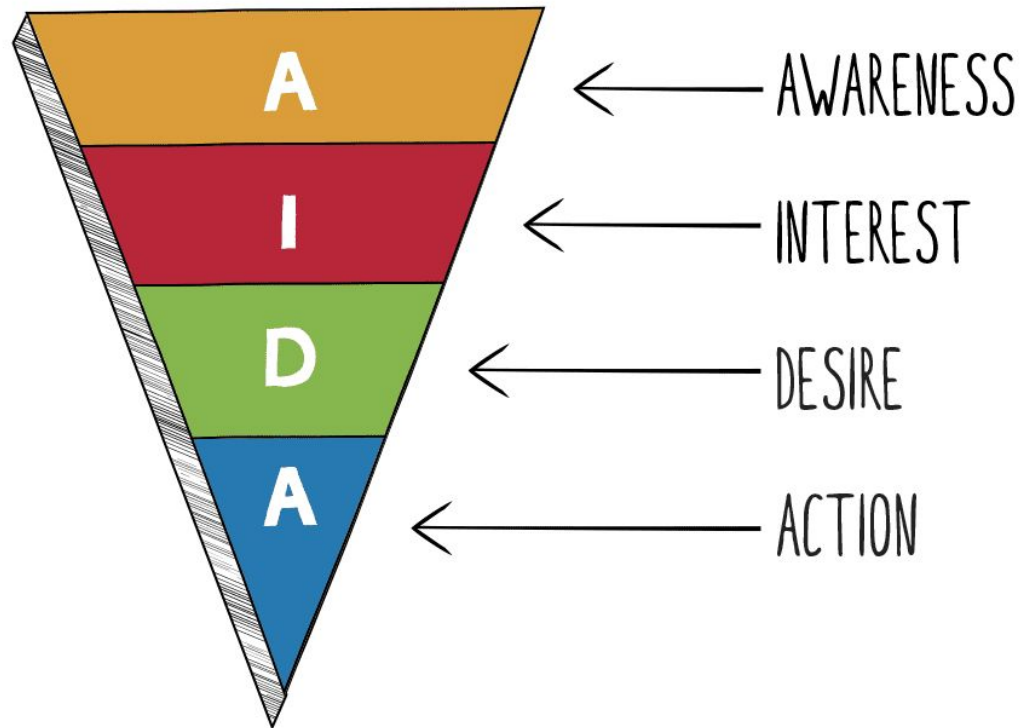 A
AWARENESS
I
INTEREST
D
DESIRE
A
ACTION